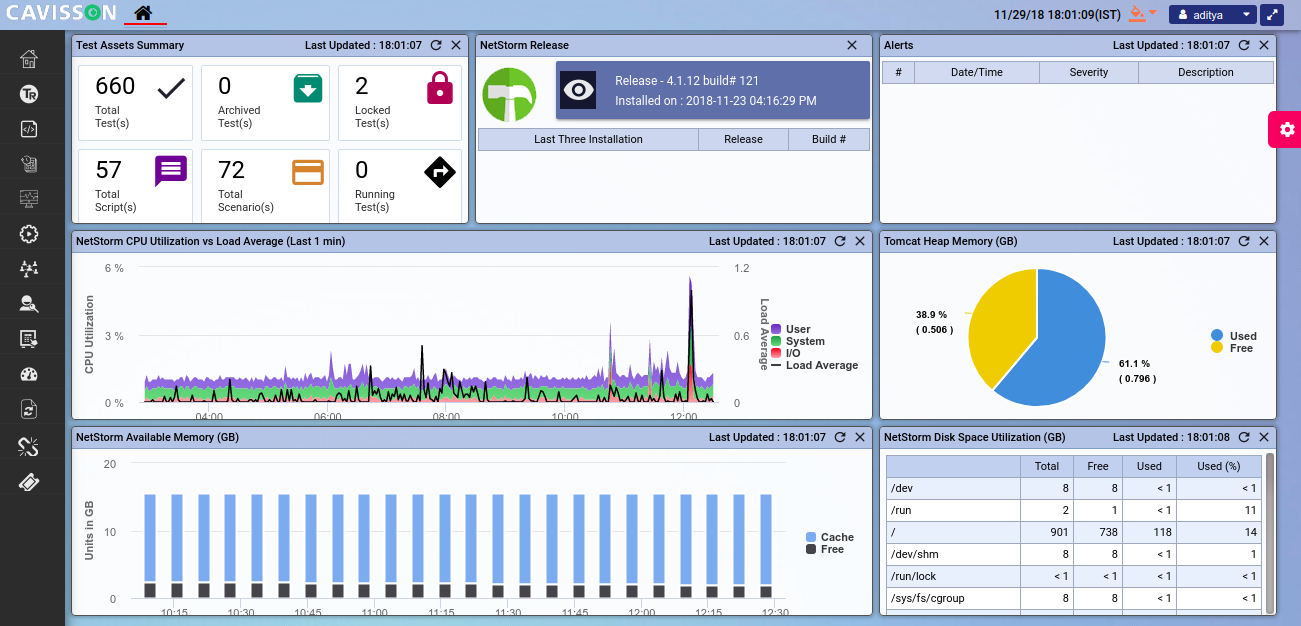 CAVISSON
11/29/18 18:01:09(IST)
aditya
Test Assets Summary
Last Updated : 18:01:07
660
Total
Test(s)
0
Archived
Test(s)
2
Locked
Test(s)
57
Total
Script(s)
72
Total
Scenario(s)
0
Running
Test(s)
NetStorm Release
Release - 4.1.12 build# 121
Installed on : 2018-11-23 04:16:29 PM
Last Three Installation Release Build #
Alerts
Last Updated : 18:01:07
# Date/Time Severity Description
TR
NetStorm CPU Utilization vs Load Average (Last 1 min)
Last Updated : 18:01:07
CPU Utilization
6 %
3 %
0 %
1.2
0.6
0
Load Average
04:00 06:00 08:00 10:00 12:00
User
System
I/O
Load Average
Tomcat Heap Memory (GB)
Last Updated : 18:01:07
38.9 %
( 0.506 )
61.1 %
( 0.796 )
Used
Free
NetStorm Available Memory (GB)
Last Updated : 18:01:07
Units in GB
20
10
0
10:15 10:30 10:45 11:00 11:15 11:30 11:45 12:00 12:15 12:30
Cache
Free
NetStorm Disk Space Utilization (GB)
Last Updated : 18:01:08
Total Free Used Used (%)
/dev 8 8 < 1 < 1
/run 2 1 < 1 11
/ 901 738 118 14
/dev/shm 8 8 < 1 1
/run/lock < 1 < 1 < 1 < 1
/sys/fs/cgroup 8 8 < 1 < 1